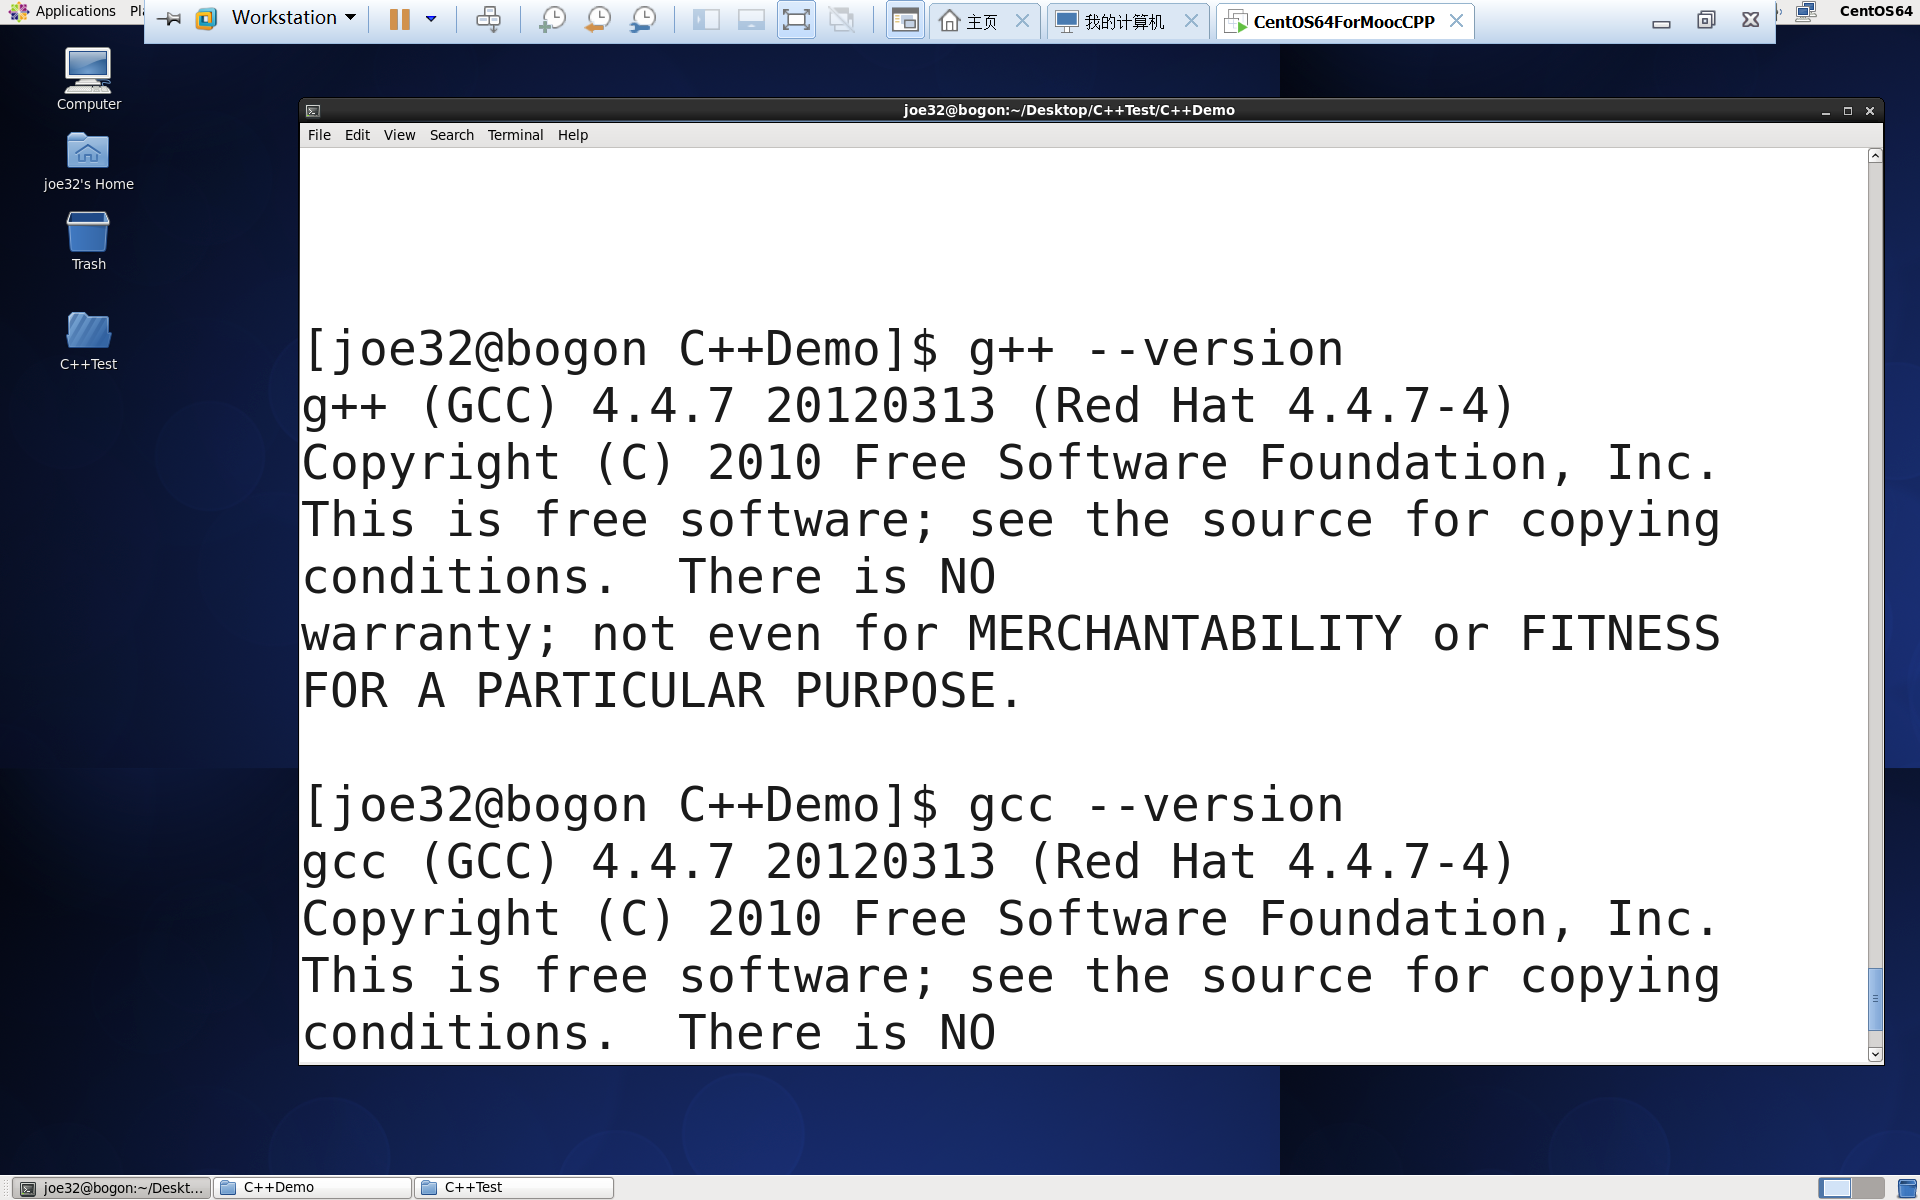 Applications
Workstation
主页
我的计算机
CentOS64ForMoocCPP
CentOS64
Computer
joe32's Home
Trash
C++Test
joe32@bogon:~/Desktop/C++Test/C++Demo
File Edit View Search Terminal Help
[joe32@bogon C++Demo]$ g++ --version
g++ (GCC) 4.4.7 20120313 (Red Hat 4.4.7-4)
Copyright (C) 2010 Free Software Foundation, Inc.
This is free software; see the source for copying
conditions.  There is NO
warranty; not even for MERCHANTABILITY or FITNESS
FOR A PARTICULAR PURPOSE.
[joe32@bogon C++Demo]$ gcc --version
gcc (GCC) 4.4.7 20120313 (Red Hat 4.4.7-4)
Copyright (C) 2010 Free Software Foundation, Inc.
This is free software; see the source for copying
conditions.  There is NO
joe32@bogon:~/Deskt...
C++Demo
C++Test